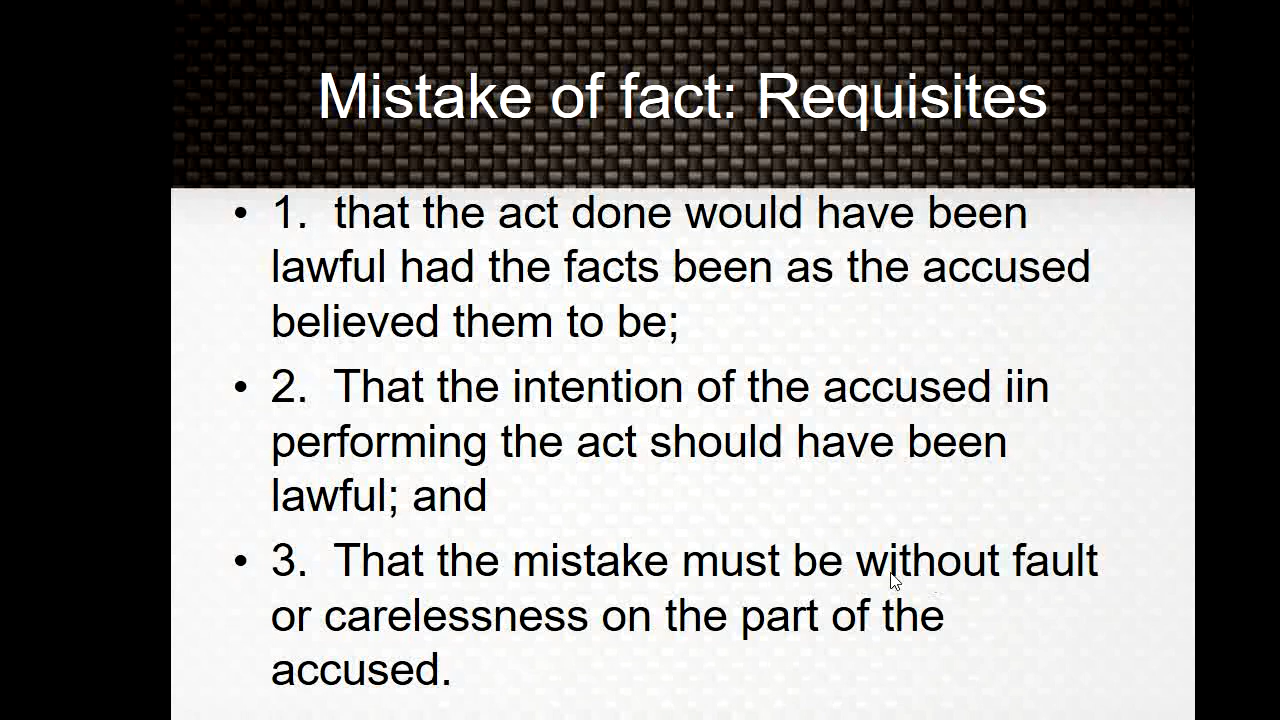 Mistake of fact: Requisites
• 1.  that the act done would have been
lawful had the facts been as the accused
believed them to be;
• 2.  That the intention of the accused iin
performing the act should have been
lawful; and
• 3.  That the mistake must be without fault
or carelessness on the part of the
accused.